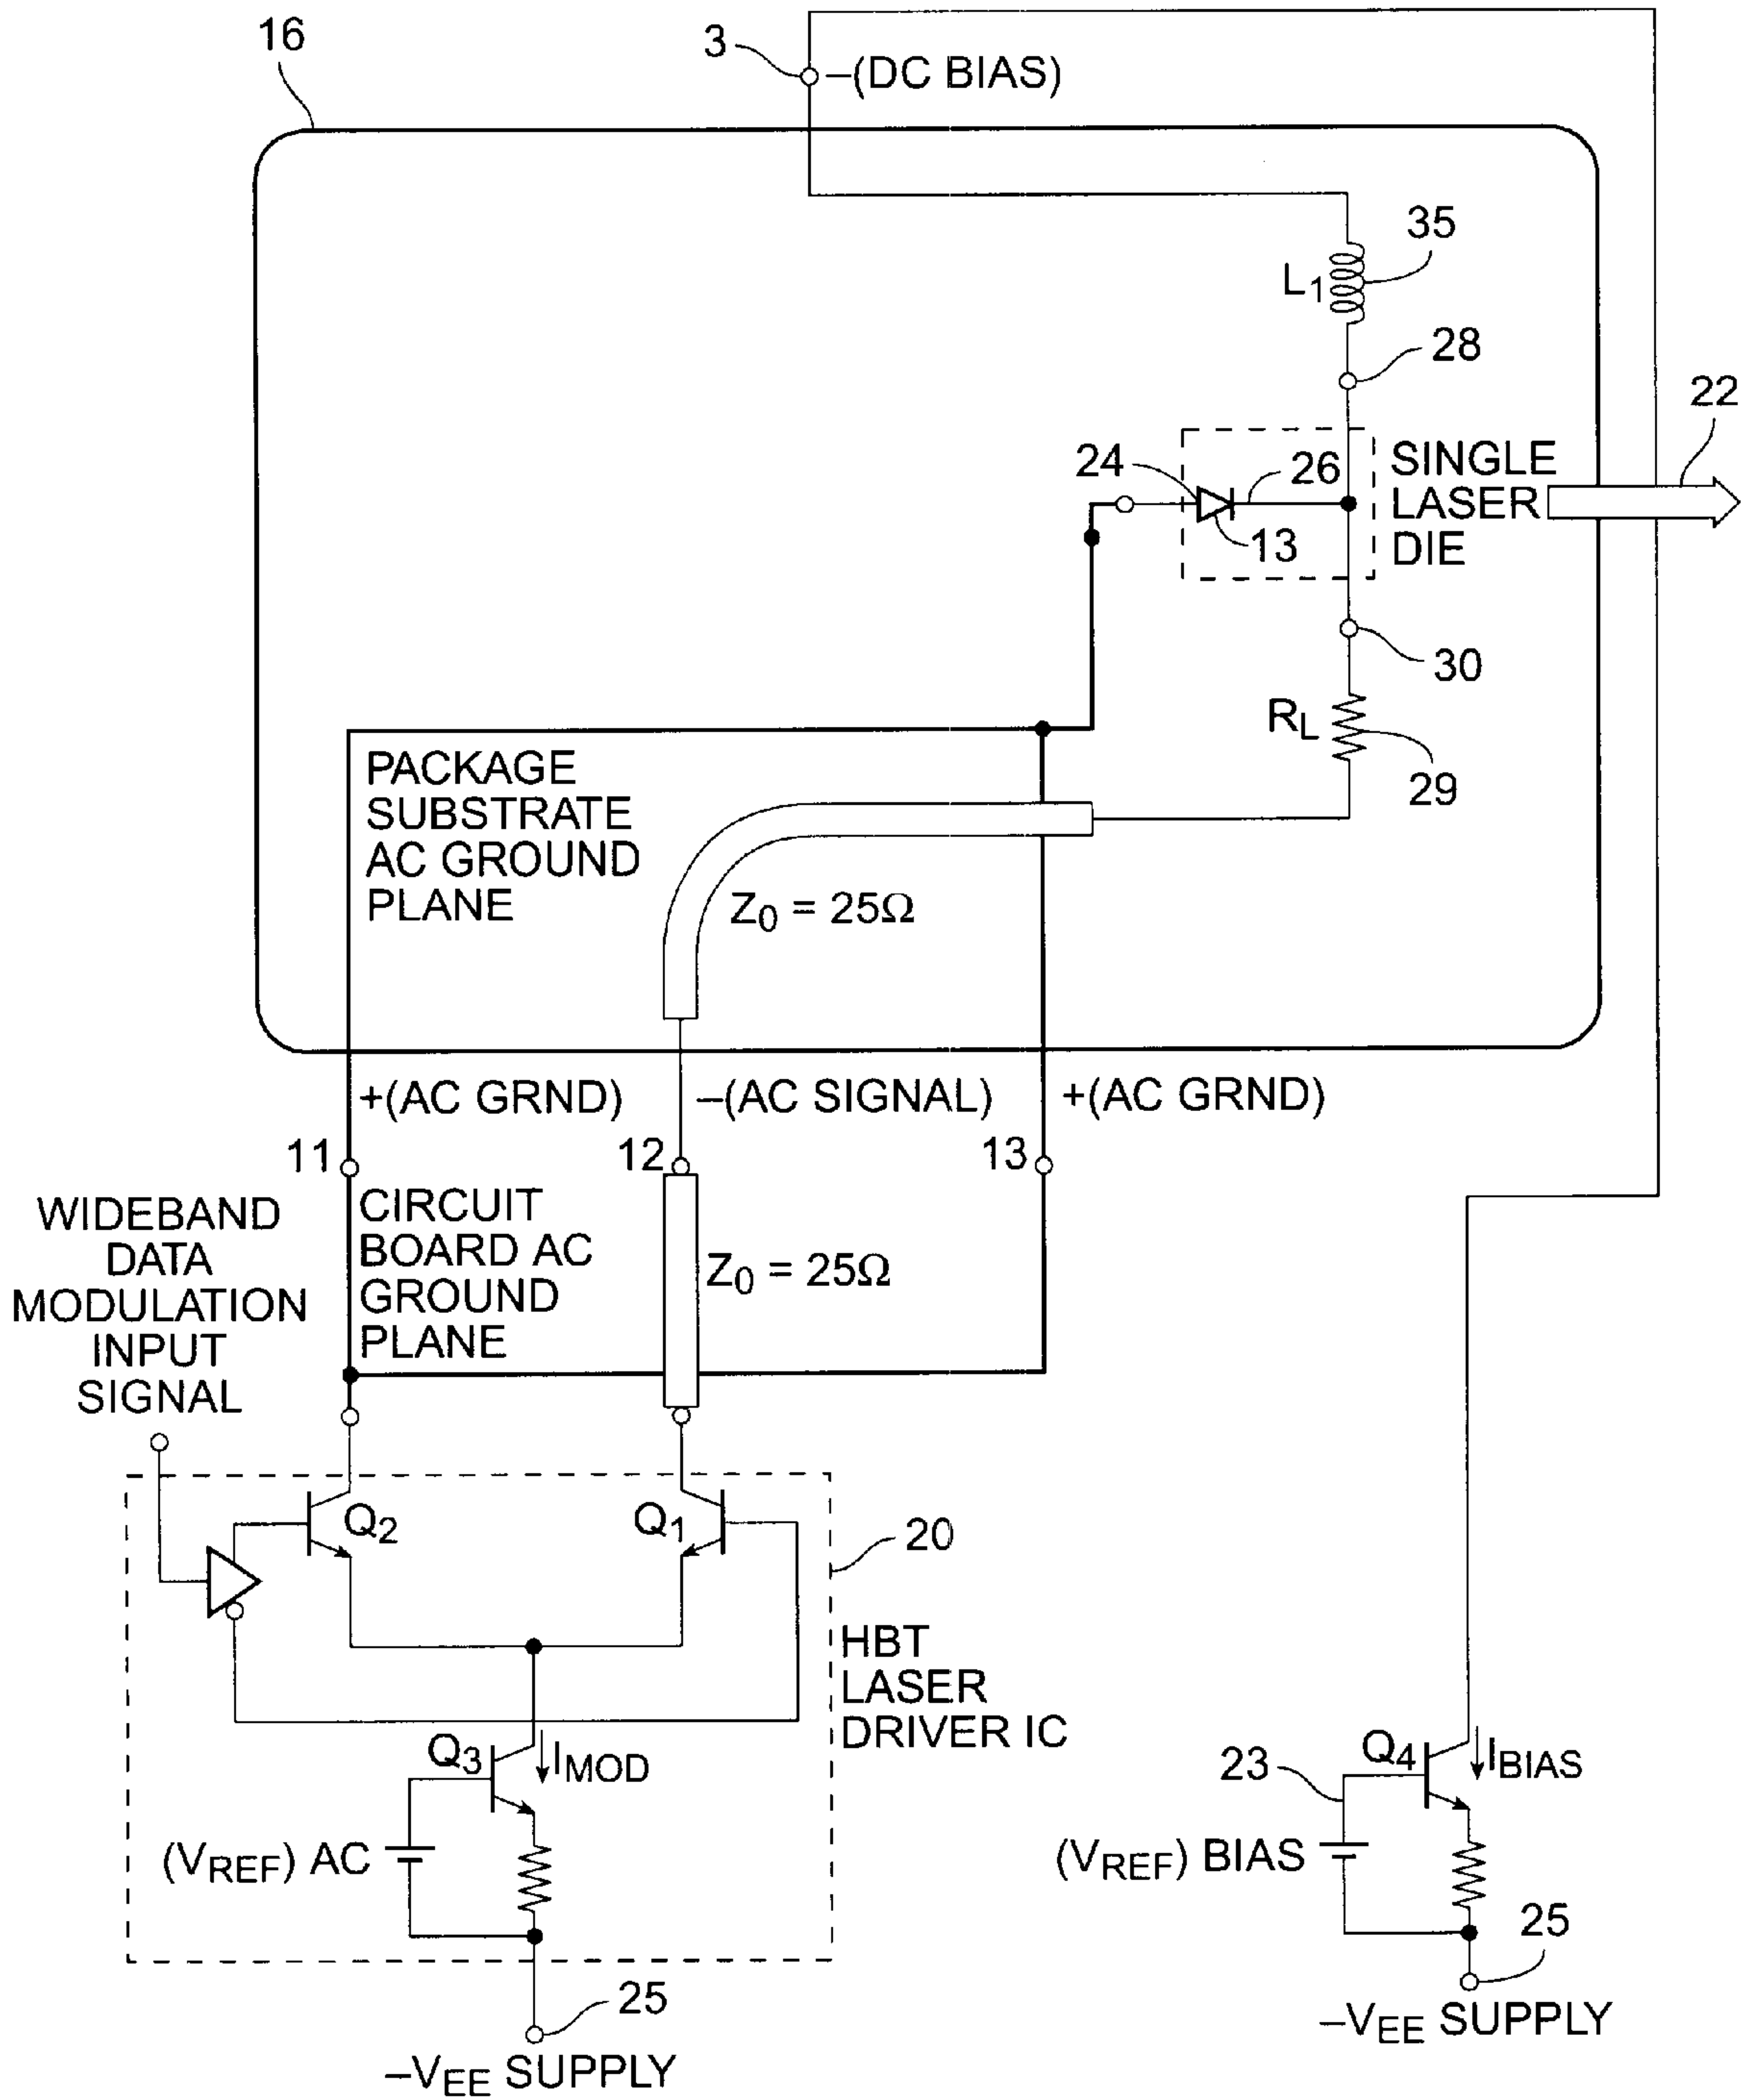 16
3
–(DC BIAS)
35
L1
28
22
24
26
SINGLE
LASER
DIE
13
30
RL
29
PACKAGE
SUBSTRATE
AC GROUND
PLANE
Z0 = 25Ω
+(AC GRND)
–(AC SIGNAL)
+(AC GRND)
11
12
13
WIDEBAND
DATA
MODULATION
INPUT
SIGNAL
CIRCUIT
BOARD AC
GROUND
PLANE
Z0 = 25Ω
Q2
Q1
20
HBT
LASER
DRIVER IC
Q3
IMOD
(VREF) AC
25
–VEE SUPPLY
Q4
IBIAS
23
(VREF) BIAS
25
–VEE SUPPLY